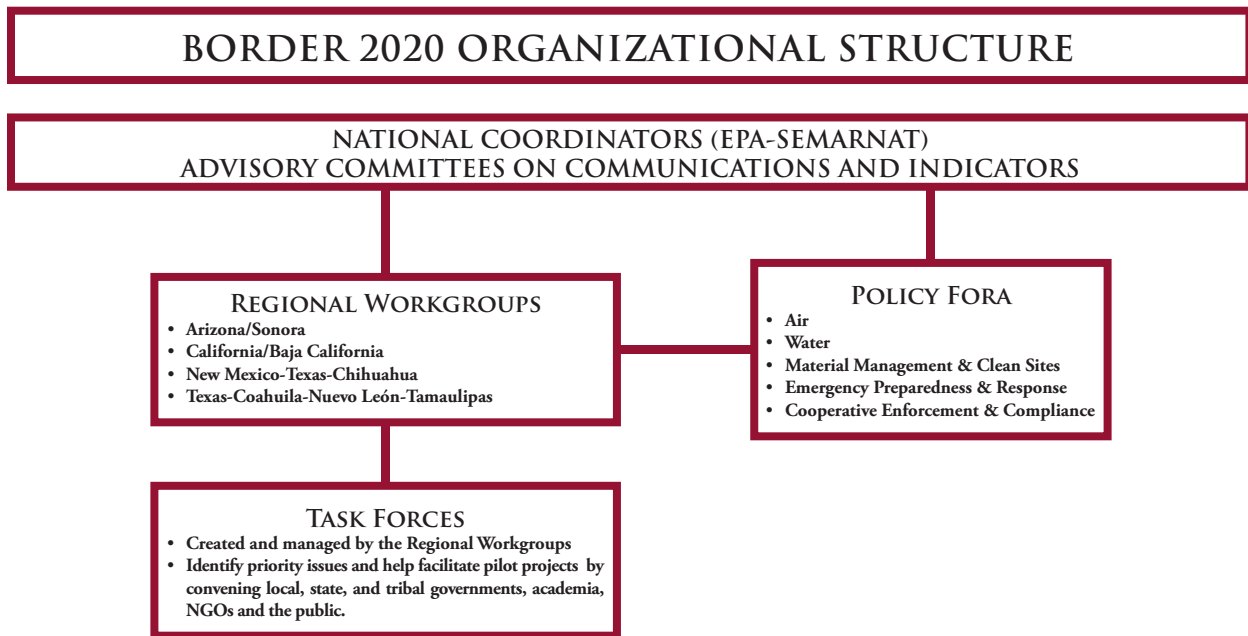 BORDER 2020 ORGANIZATIONAL STRUCTURE
NATIONAL COORDINATORS (EPA-SEMARNAT)
ADVISORY COMMITTEES ON COMMUNICATIONS AND INDICATORS
REGIONAL WORKGROUPS
• Arizona/Sonora
• California/Baja California
• New Mexico-Texas-Chihuahua
• Texas-Coahuila-Nuevo León-Tamaulipas
POLICY FORA
• Air
• Water
• Material Management & Clean Sites
• Emergency Preparedness & Response
• Cooperative Enforcement & Compliance
TASK FORCES
• Created and managed by the Regional Workgroups
• Identify priority issues and help facilitate pilot projects by
convening local, state, and tribal governments, academia,
NGOs and the public.